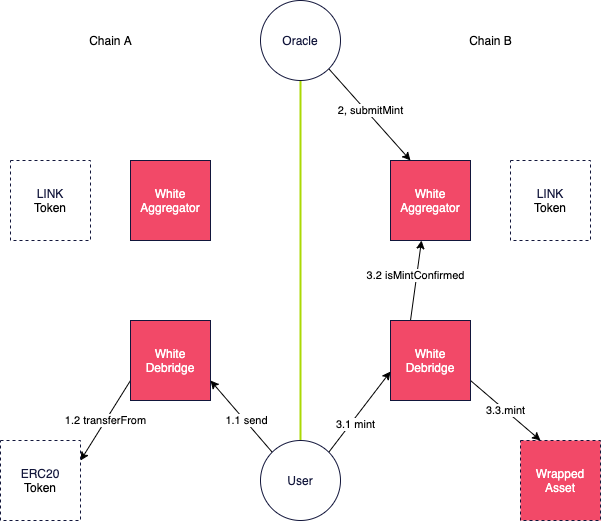 Oracle
Chain A
Chain B
2, submitMint
LINK
Token
White
Aggregator
White
Aggregator
LINK
Token
3.2 isMintConfirmed
White
Debridge
White
Debridge
1.2 transferFrom
1.1 send
3.1 mint
3.3.mint
ERC20
Token
User
Wrapped
Asset